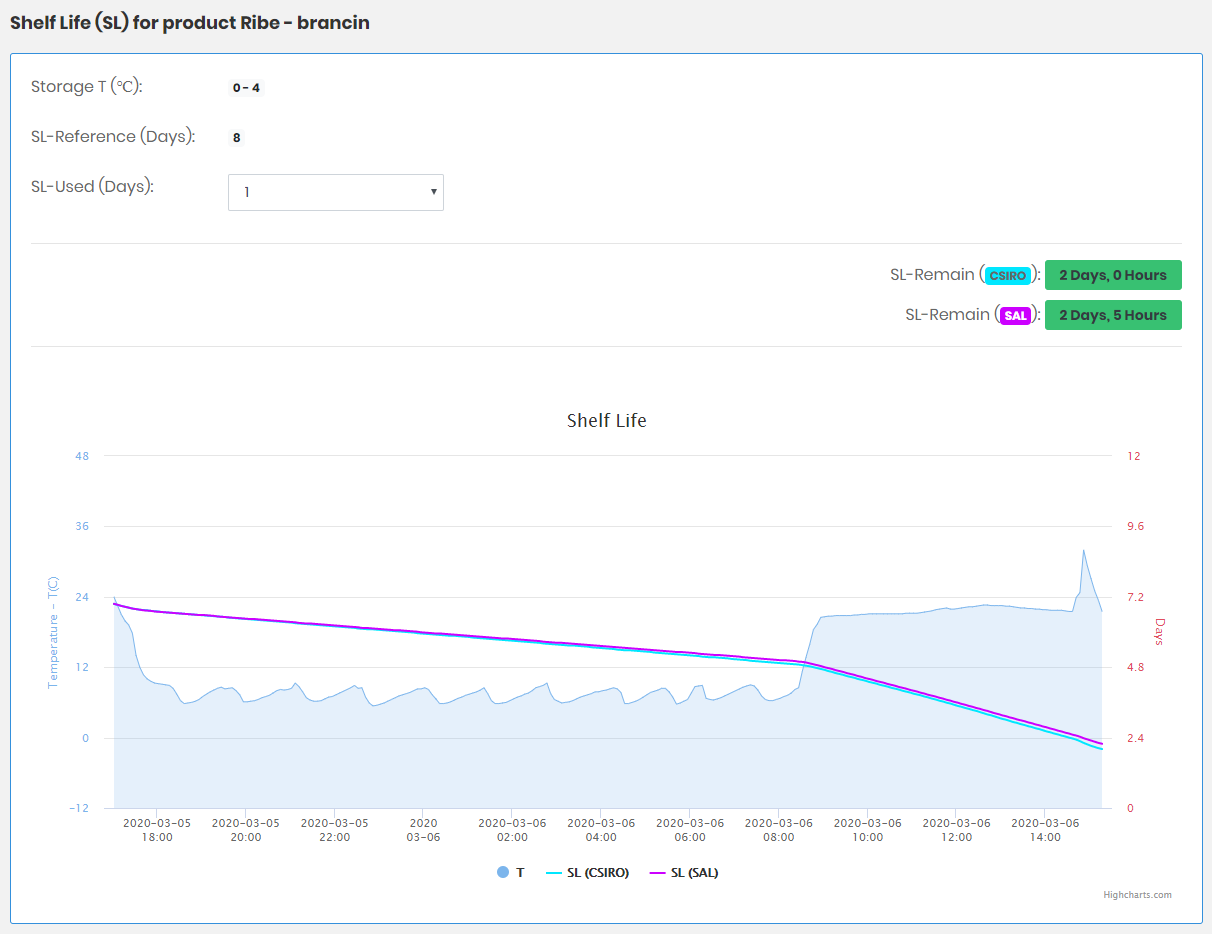 Shelf Life (SL) for product Ribe - brancin
Storage T (°C): 0 - 4
SL-Reference (Days): 8
SL-Used (Days): 1
SL-Remain (CSIRO): 2 Days, 0 Hours
SL-Remain (SAL): 2 Days, 5 Hours
Shelf Life
48 12
36 9.6
24 7.2
12 4.8
0 2.4
-12 0
Temperature - T(C)
Days
2020-03-05 2020-03-05 2020-03-05 2020 2020-03-06 2020-03-06 2020-03-06 2020-03-06 2020-03-06 2020-03-06 2020-03-06
18:00 20:00 22:00 03-06 02:00 04:00 06:00 08:00 10:00 12:00 14:00
T SL (CSIRO) SL (SAL)
Highcharts.com